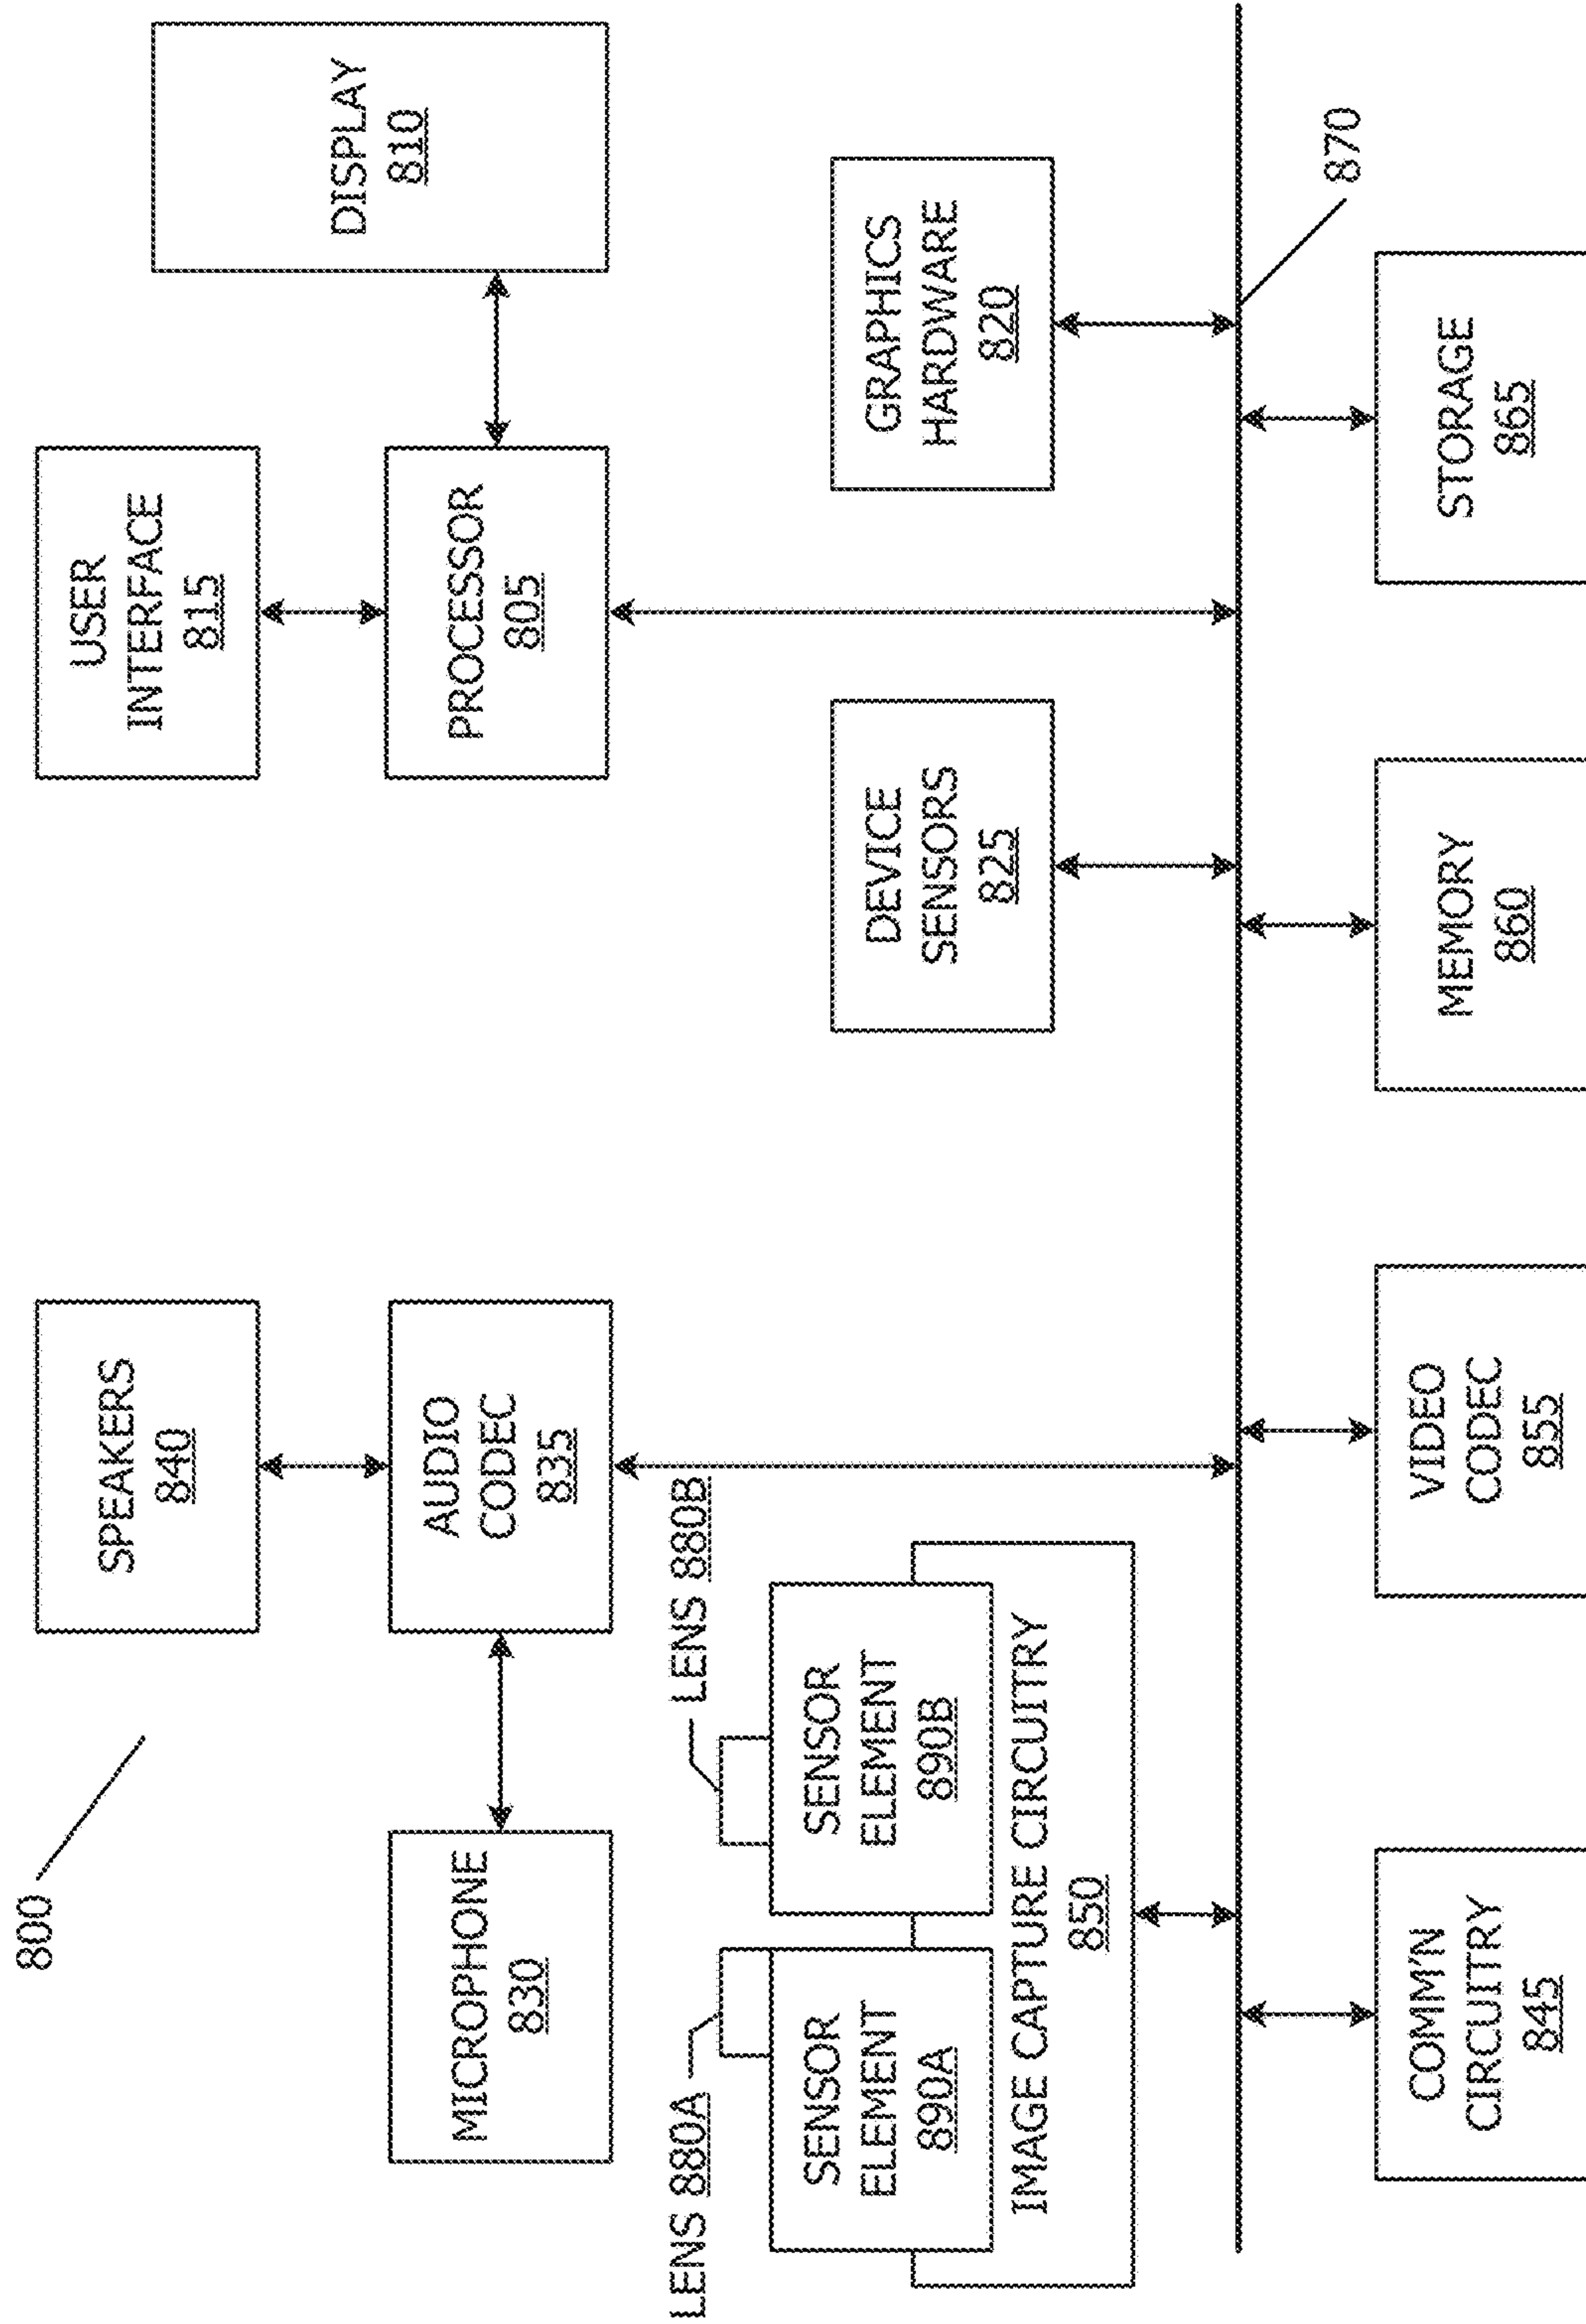 800
SPEAKERS
840
USER
INTERFACE
815
MICROPHONE
830
AUDIO
CODEC
835
PROCESSOR
805
DISPLAY
810
LENS 880A
LENS 880B
SENSOR
ELEMENT
890A
SENSOR
ELEMENT
890B
IMAGE CAPTURE CIRCUITRY
850
DEVICE
SENSORS
825
GRAPHICS
HARDWARE
820
870
COMM'N
CIRCUITRY
845
VIDEO
CODEC
855
MEMORY
860
STORAGE
865